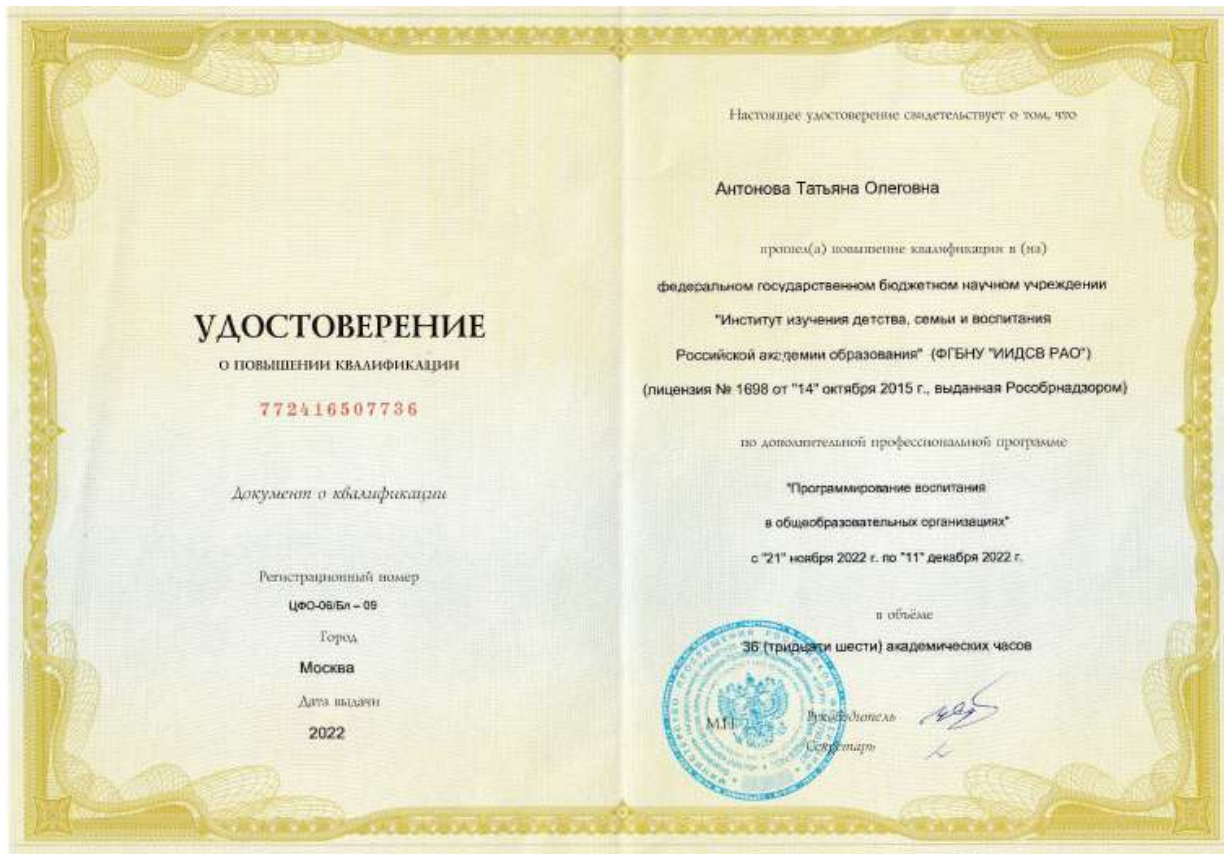 УДОСТОВЕРЕНИЕ
О ПОВЫШЕНИИ КВАЛИФИКАЦИИ
772416507736
Документ о квалификации
Регистрационный номер
ЦФО-06/Бл – 09
Город
Москва
Дата выдачи
2022
Настоящее удостоверение свидетельствует о том, что
Антонова Татьяна Олеговна
прошел(а) повышение квалификации в (на)
федеральном государственном бюджетном научном учреждении
"Институт изучения детства, семьи и воспитания
Российской академии образования" (ФГБНУ "ИИДСВ РАО")
(лицензия № 1698 от "14" октября 2015 г., выданная Рособрнадзором)
по дополнительной профессиональной программе
"Программирование воспитания
в общеобразовательных организациях"
с "21" ноября 2022 г. по "11" декабря 2022 г.
в объёме
36 (тридцати шести) академических часов
М.П.
Руководитель
Секретарь